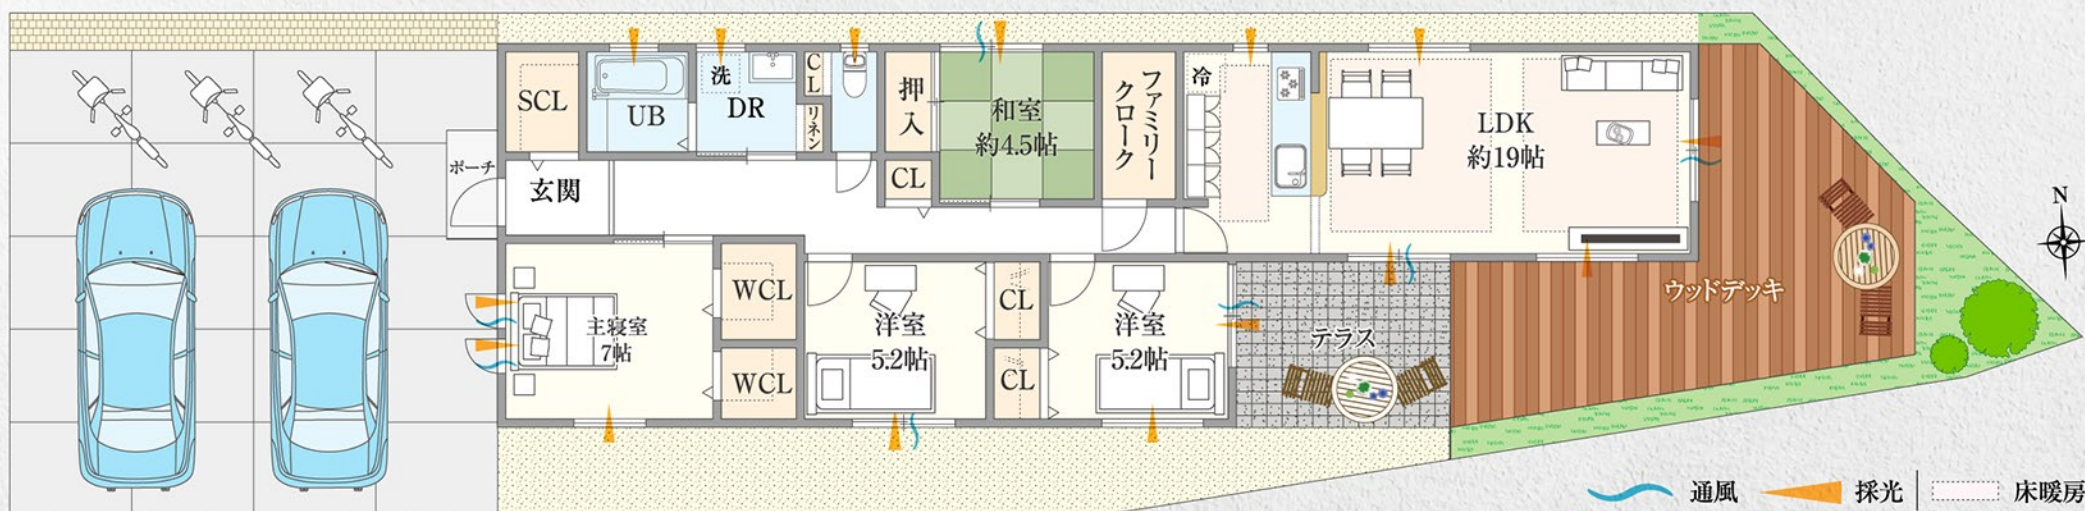 SCL
UB
洗
DR
CL
リネン
押入
CL
和室
約4.5帖
ファミリー
クローク
冷
LDK
約19帖
ポーチ
玄関
主寝室
7帖
WCL
WCL
洋室
5.2帖
CL
CL
洋室
5.2帖
テラス
ウッドデッキ
N
通風
採光
床暖房